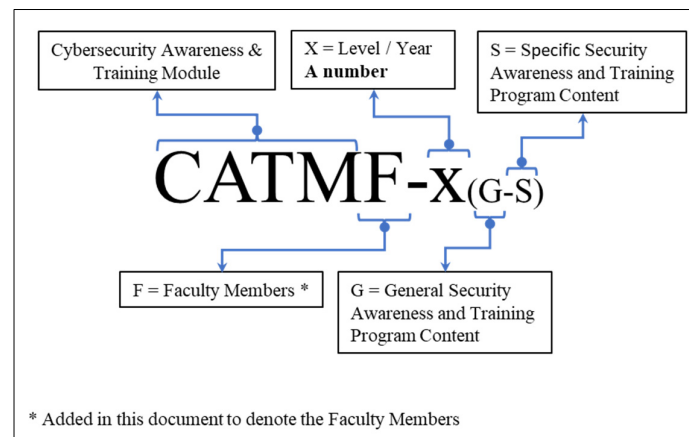 Cybersecurity Awareness &
Training Module
X = Level / Year
A number
S = Specific Security
Awareness and Training
Program Content
CATMF-x(G-S)
F = Faculty Members *
G = General Security
Awareness and Training
Program Content
* Added in this document to denote the Faculty Members